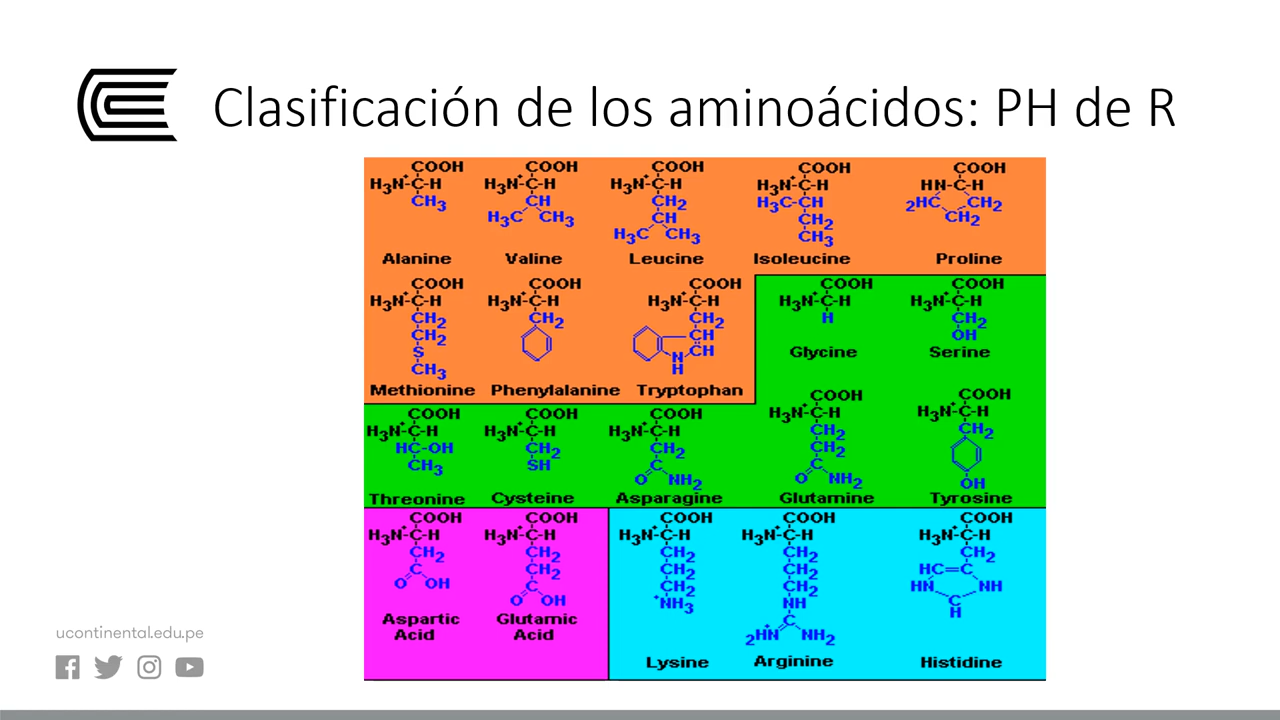 Clasificación de los aminoácidos: PH de R
COOH COOH COOH COOH COOH
H₃N⁺-C-H H₃N⁺-C-H H₃N⁺-C-H H₃N⁺-C-H HN-C-H
CH₃ CH CH₂ H₃C-CH ₂HC CH₂
H₃C CH₃ CH CH₂ CH₂
H₃C CH₃ CH₃
Alanine Valine Leucine Isoleucine Proline
COOH COOH COOH COOH COOH
H₃N⁺-C-H H₃N⁺-C-H H₃N⁺-C-H H₃N⁺-C-H H₃N⁺-C-H
CH₂ CH₂ CH₂ H CH₂
CH₂ CH OH
S N CH
CH₃ H
Glycine Serine
Methionine Phenylalanine Tryptophan
COOH COOH
H₃N⁺-C-H H₃N⁺-C-H
COOH COOH COOH
H₃N⁺-C-H H₃N⁺-C-H H₃N⁺-C-H CH₂ CH₂
HC-OH CH₂ CH₂ CH₂
CH₃ SH C C
O NH₂ O NH₂ OH
Threonine Cysteine Asparagine Glutamine Tyrosine
COOH COOH COOH COOH COOH
H₃N⁺-C-H H₃N⁺-C-H H₃N⁺-C-H H₃N⁺-C-H H₃N⁺-C-H
CH₂ CH₂ CH₂ CH₂ CH₂
C CH₂ CH₂ CH₂ HC=C
O OH C CH₂ CH₂ HN NH
O OH ⁺NH₃ NH C
C H
₂HN⁺ NH₂
Aspartic Glutamic
Acid Acid
Lysine Arginine Histidine
ucontinental.edu.pe